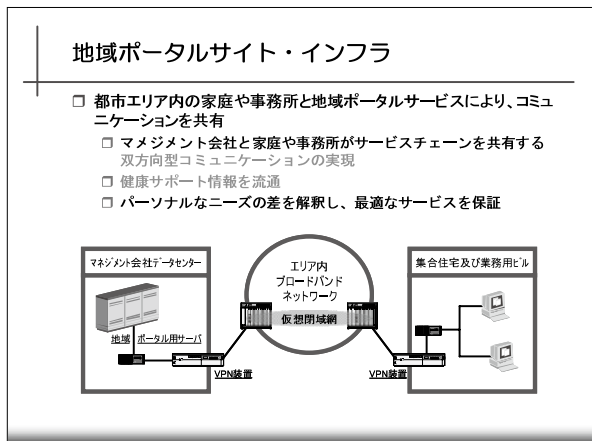 地域ポータルサイト・インフラ
❒ 都市エリア内の家庭や事務所と地域ポータルサービスにより、コミュ
ニケーションを共有
❒ マメジメント会社と家庭や事務所がサービスチェーンを共有する
双方向型コミュニケーションの実現
❒ 健康サポート情報を流通
❒ パーソナルなニーズの差を解釈し、最適なサービスを保証
マネジメント会社データセンター
地域 ポータル用サーバ
VPN装置
エリア内
ブロードバンド
ネットワーク
仮想閉域網
集合住宅及び業務用ビル
VPN装置